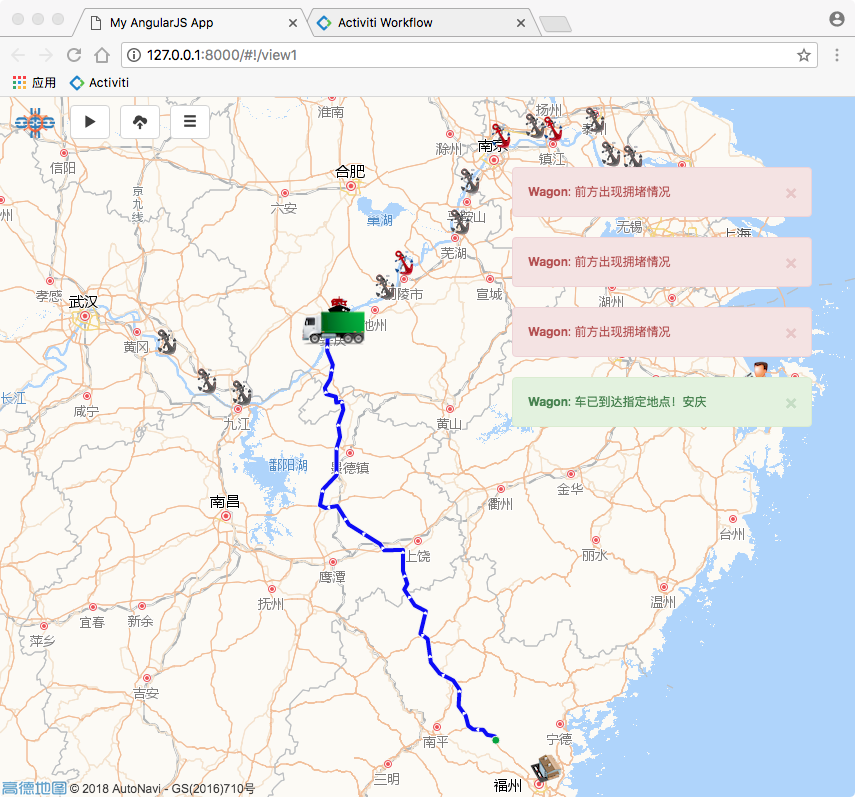 My AngularJS App
Activiti Workflow
127.0.0.1:8000/#!/view1
应用
Activiti
淮南
扬州
滁州
南京
镇江
信阳
合肥
京九线
六安
州
巢湖
无锡
上海
芜湖
孝感
武汉
宣城
湖州
池州
黄冈
长江
咸宁
九江
黄山
鄱阳湖
景德镇
金华
衢州
南昌
台州
上饶
丽水
鹰潭
抚州
温州
宜春
新余
萍乡
吉安
南平
宁德
三明
福州
Wagon: 前方出现拥堵情况 ×
Wagon: 前方出现拥堵情况 ×
Wagon: 前方出现拥堵情况 ×
Wagon: 车已到达指定地点！安庆 ×
高德地图 © 2018 AutoNavi - GS(2016)710号